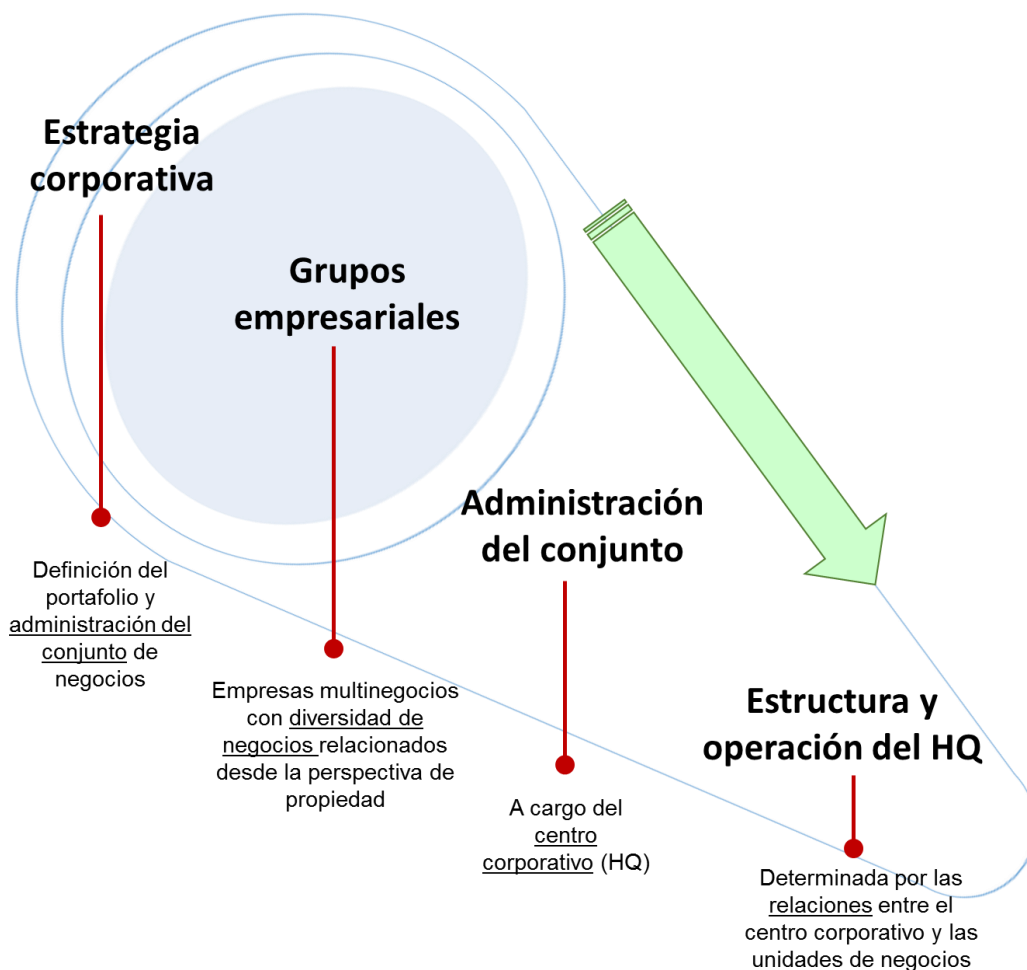 Estrategia
corporativa
Definición del
portafolio y
administración del
conjunto de
negocios
Grupos
empresariales
Empresas multinegocios
con diversidad de
negocios relacionados
desde la perspectiva de
propiedad
Administración
del conjunto
A cargo del
centro
corporativo (HQ)
Estructura y
operación del HQ
Determinada por las
relaciones entre el
centro corporativo y las
unidades de negocios